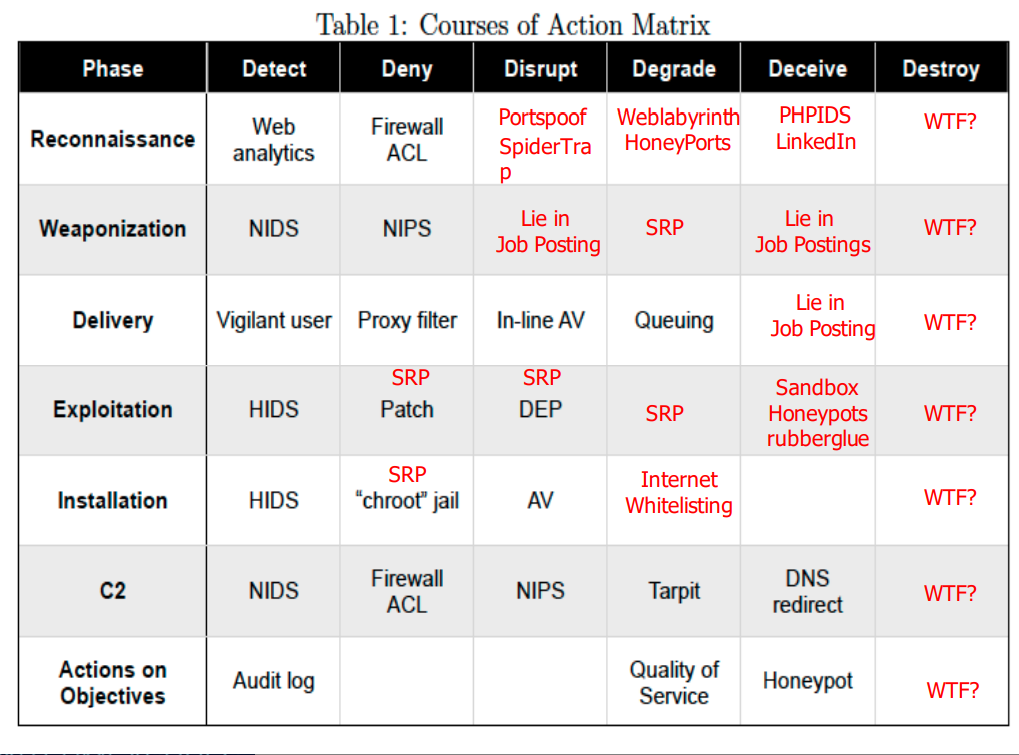 Table 1: Courses of Action Matrix
Phase Detect Deny Disrupt Degrade Deceive Destroy
Reconnaissance
Web
analytics
Firewall
ACL
Portspoof
SpiderTra
p
Weblabyrinth
HoneyPorts
PHPIDS
LinkedIn
WTF?
Weaponization
NIDS
NIPS
Lie in
Job Posting
SRP
Lie in
Job Postings
WTF?
Delivery
Vigilant user
Proxy filter
In-line AV
Queuing
Lie in
Job Posting
WTF?
Exploitation
HIDS
SRP
Patch
SRP
DEP
SRP
Sandbox
Honeypots
rubberglue
WTF?
Installation
HIDS
SRP
“chroot” jail
AV
Internet
Whitelisting
WTF?
C2
NIDS
Firewall
ACL
NIPS
Tarpit
DNS
redirect
WTF?
Actions on
Objectives
Audit log
Quality of
Service
Honeypot
WTF?